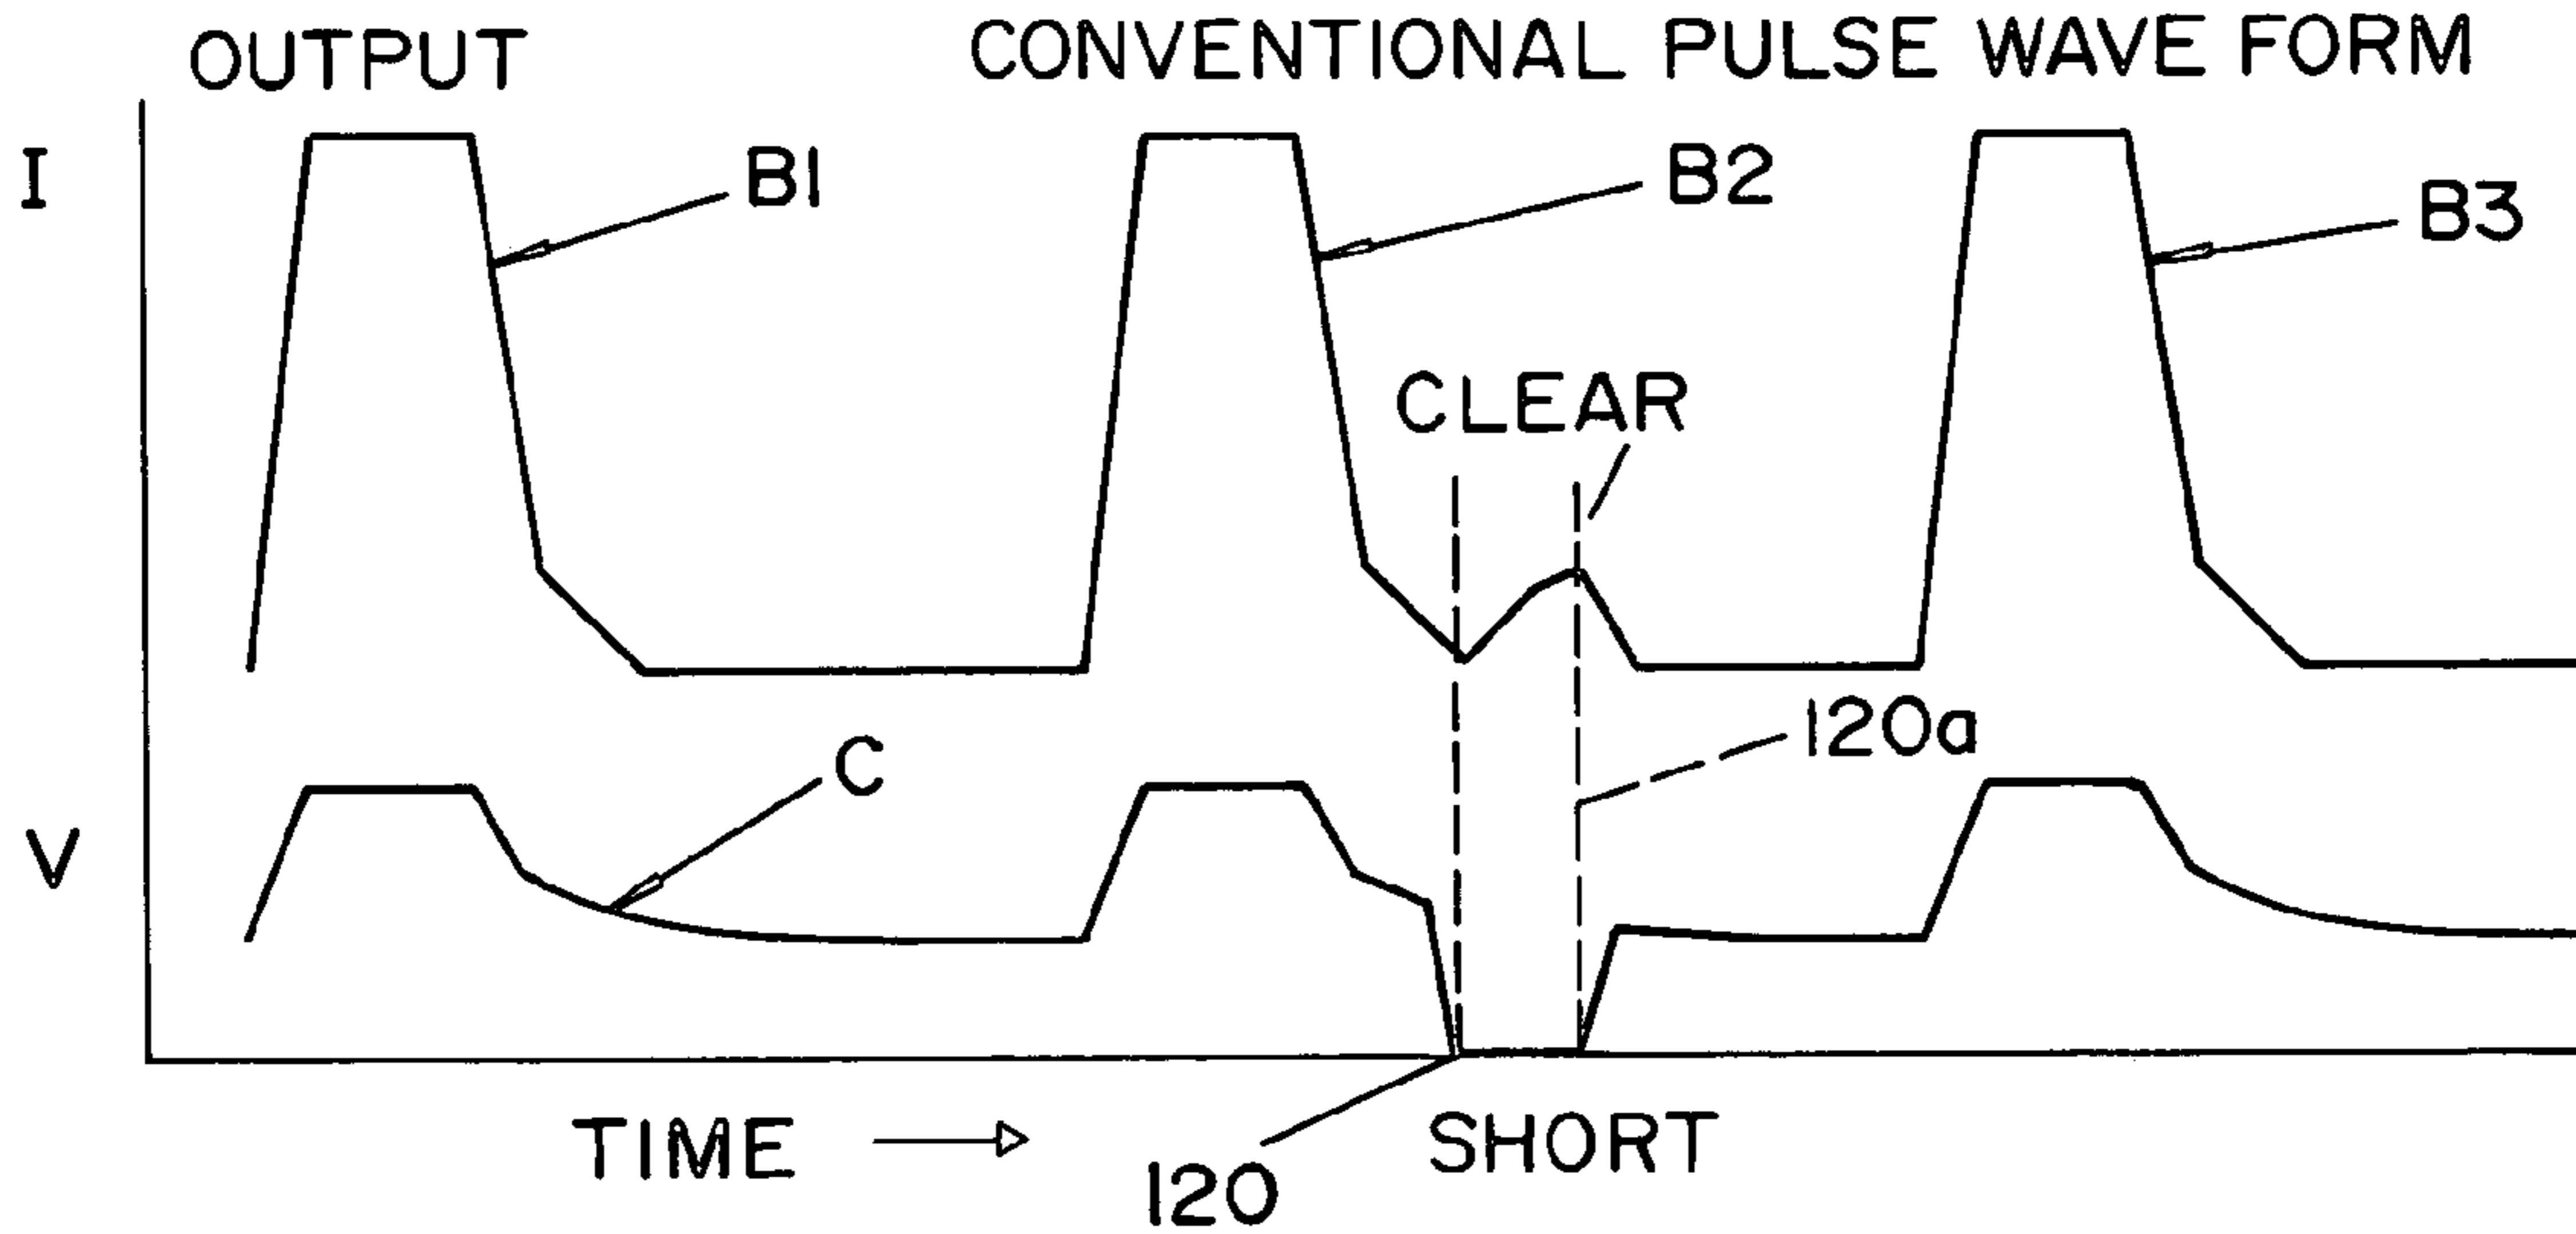 OUTPUT
CONVENTIONAL PULSE WAVE FORM
I
B1
B2
B3
CLEAR
120a
C
V
TIME
SHORT
120